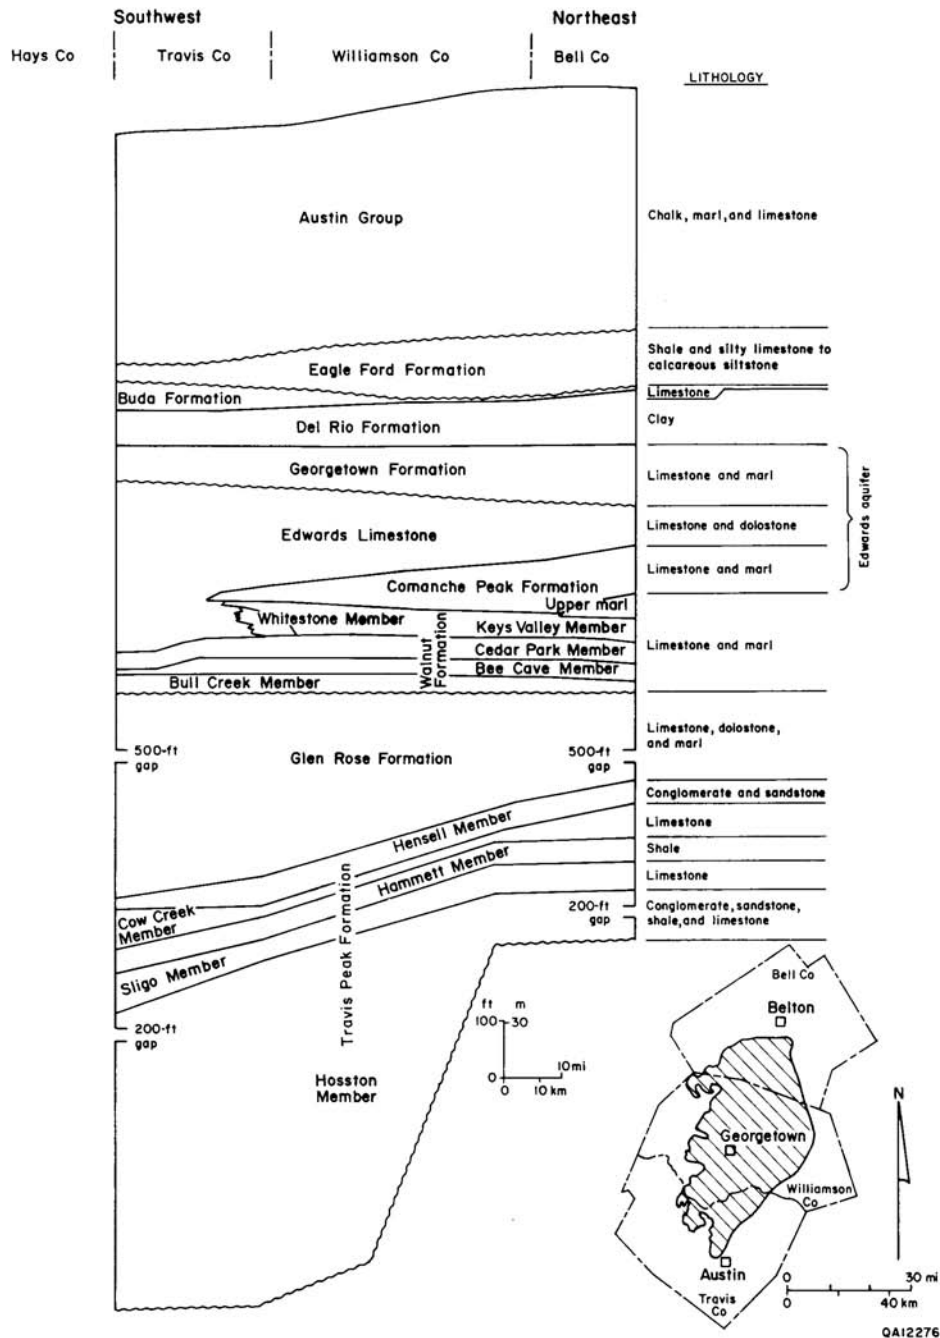 Southwest
Northeast
Hays Co
Travis Co
Williamson Co
Bell Co
LITHOLOGY
Austin Group
Chalk, marl, and limestone
Eagle Ford Formation
Shale and silty limestone to
calcareous siltstone
Buda Formation
Limestone
Del Rio Formation
Clay
Georgetown Formation
Limestone and marl
Edwards Limestone
Limestone and dolostone
Edwards aquifer
Comanche Peak Formation
Limestone and marl
Upper marl
Whitestone Member
Keys Valley Member
Cedar Park Member
Limestone and marl
Bee Cave Member
Walnut
Formation
Bull Creek Member
500-ft
gap
Glen Rose Formation
500-ft
gap
Limestone, dolostone,
and marl
Conglomerate and sandstone
Hensell Member
Limestone
Hammett Member
Shale
Limestone
Cow Creek
Member
Travis Peak Formation
200-ft
gap
Conglomerate, sandstone,
shale, and limestone
Sligo Member
200-ft
gap
Hosston
Member
ft m
100 30
0
10 mi
0 10 km
Bell Co
Belton
N
Georgetown
Williamson
Co
Austin
Travis
Co
0 30 mi
0 40 km
QA12276